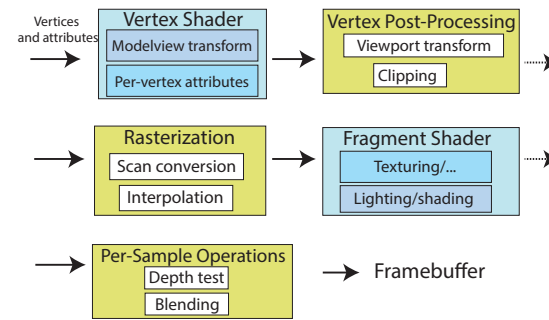 Vertices
and attributes
Vertex Shader
Modelview transform
Per-vertex attributes
Vertex Post-Processing
Viewport transform
Clipping
Rasterization
Scan conversion
Interpolation
Fragment Shader
Texturing/...
Lighting/shading
Per-Sample Operations
Depth test
Blending
Framebuffer